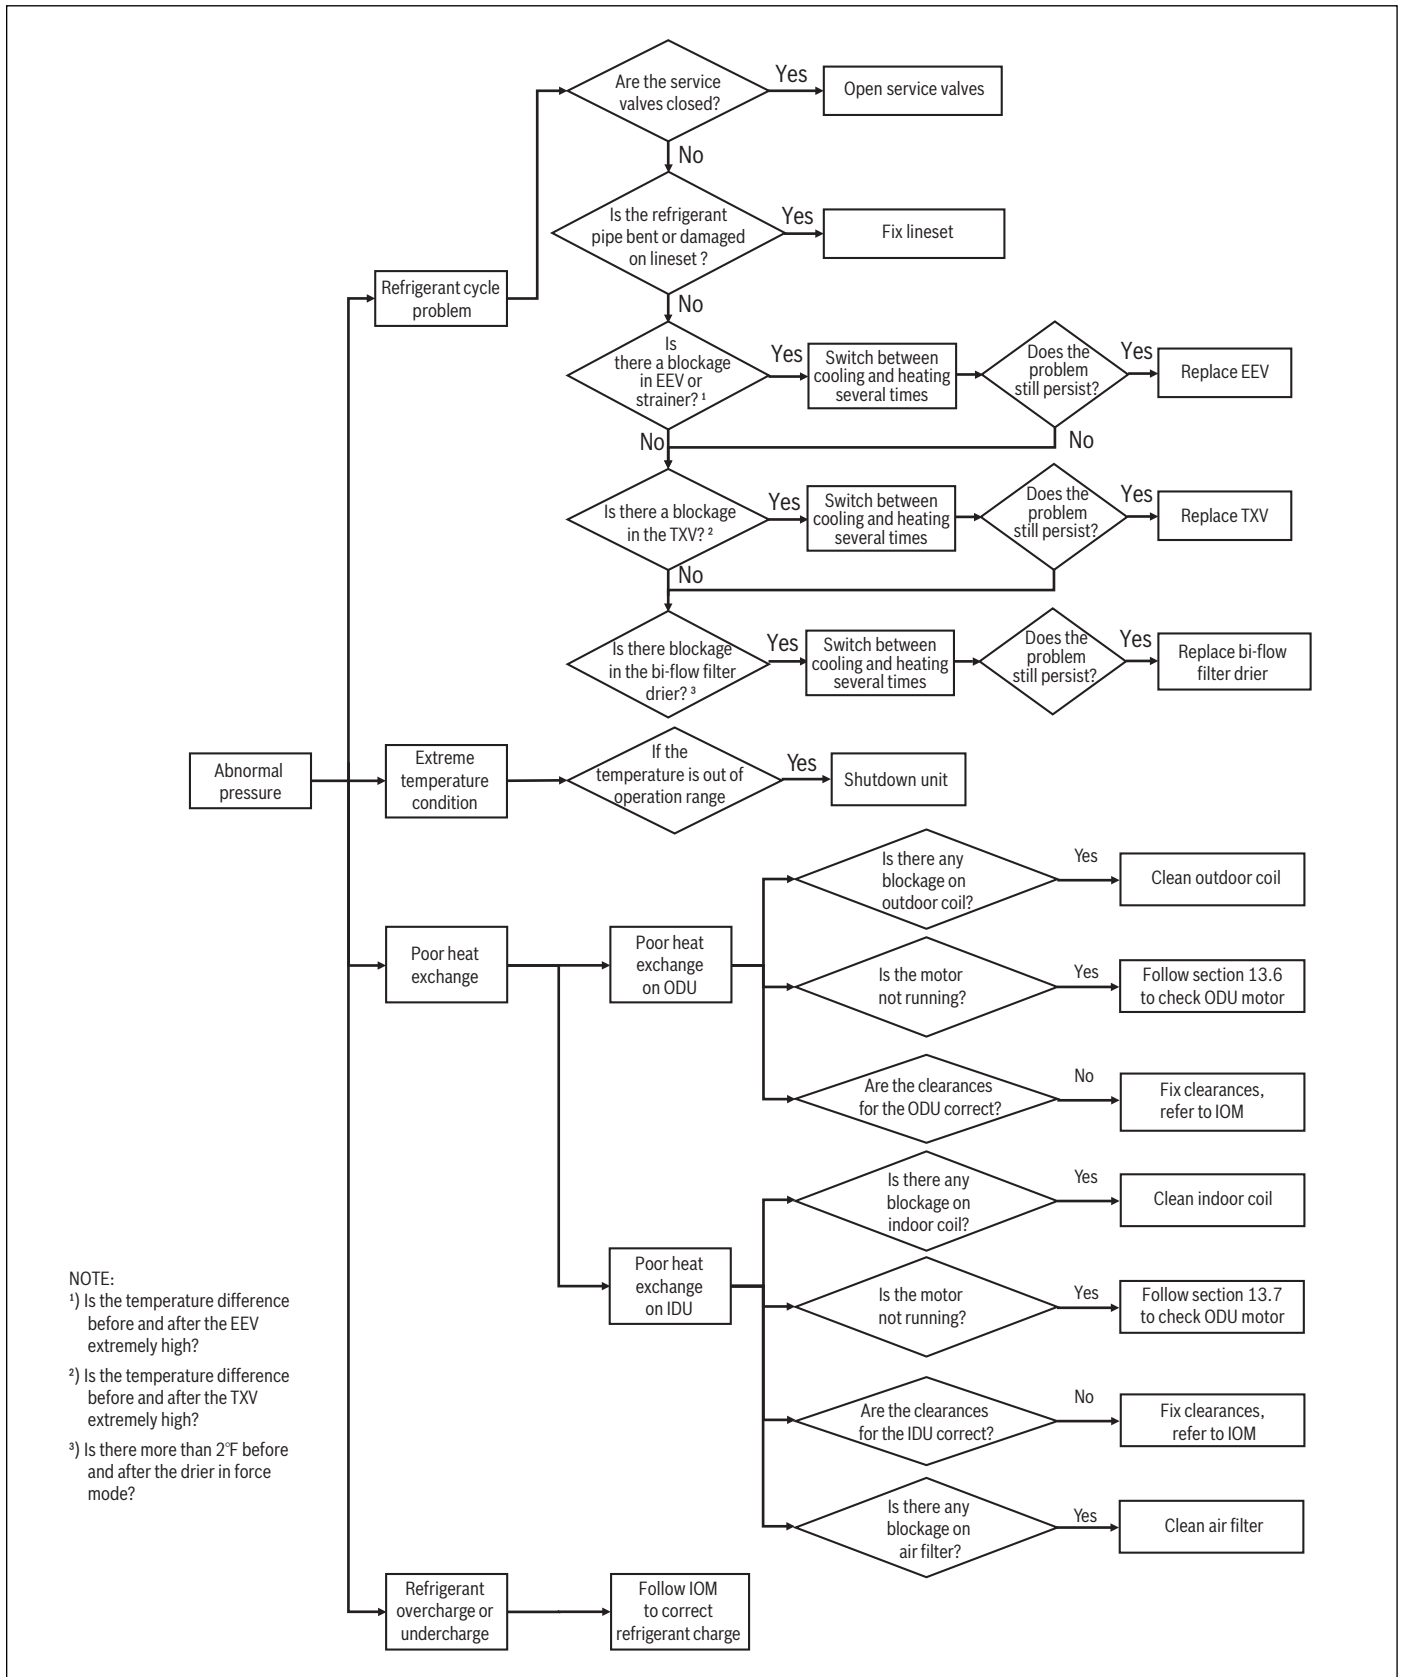 Are the service
valves closed?
Yes
Open service valves
No
Is the refrigerant
pipe bent or damaged
on lineset ?
Yes
Fix lineset
No
Refrigerant cycle
problem
Is
there a blockage
in EEV or
strainer? ¹
Yes
Switch between
cooling and heating
several times
Does the
problem
still persist?
Yes
Replace EEV
No
No
Is there a blockage
in the TXV? ²
Yes
Switch between
cooling and heating
several times
Does the
problem
still persist?
Yes
Replace TXV
No
Is there blockage
in the bi-flow filter
drier? ³
Yes
Switch between
cooling and heating
several times
Does the
problem
still persist?
Yes
Replace bi-flow
filter drier
Abnormal
pressure
Extreme
temperature
condition
If the
temperature is out of
operation range
Yes
Shutdown unit
Poor heat
exchange
Poor heat
exchange
on ODU
Is there any
blockage on
outdoor coil?
Yes
Clean outdoor coil
Is the motor
not running?
Yes
Follow section 13.6
to check ODU motor
Are the clearances
for the ODU correct?
No
Fix clearances,
refer to IOM
Poor heat
exchange
on IDU
Is there any
blockage on
indoor coil?
Yes
Clean indoor coil
Is the motor
not running?
Yes
Follow section 13.7
to check ODU motor
Are the clearances
for the IDU correct?
No
Fix clearances,
refer to IOM
Is there any
blockage on
air filter?
Yes
Clean air filter
Refrigerant
overcharge or
undercharge
Follow IOM
to correct
refrigerant charge
NOTE:
¹) Is the temperature difference
before and after the EEV
extremely high?
²) Is the temperature difference
before and after the TXV
extremely high?
³) Is there more than 2°F before
and after the drier in force
mode?